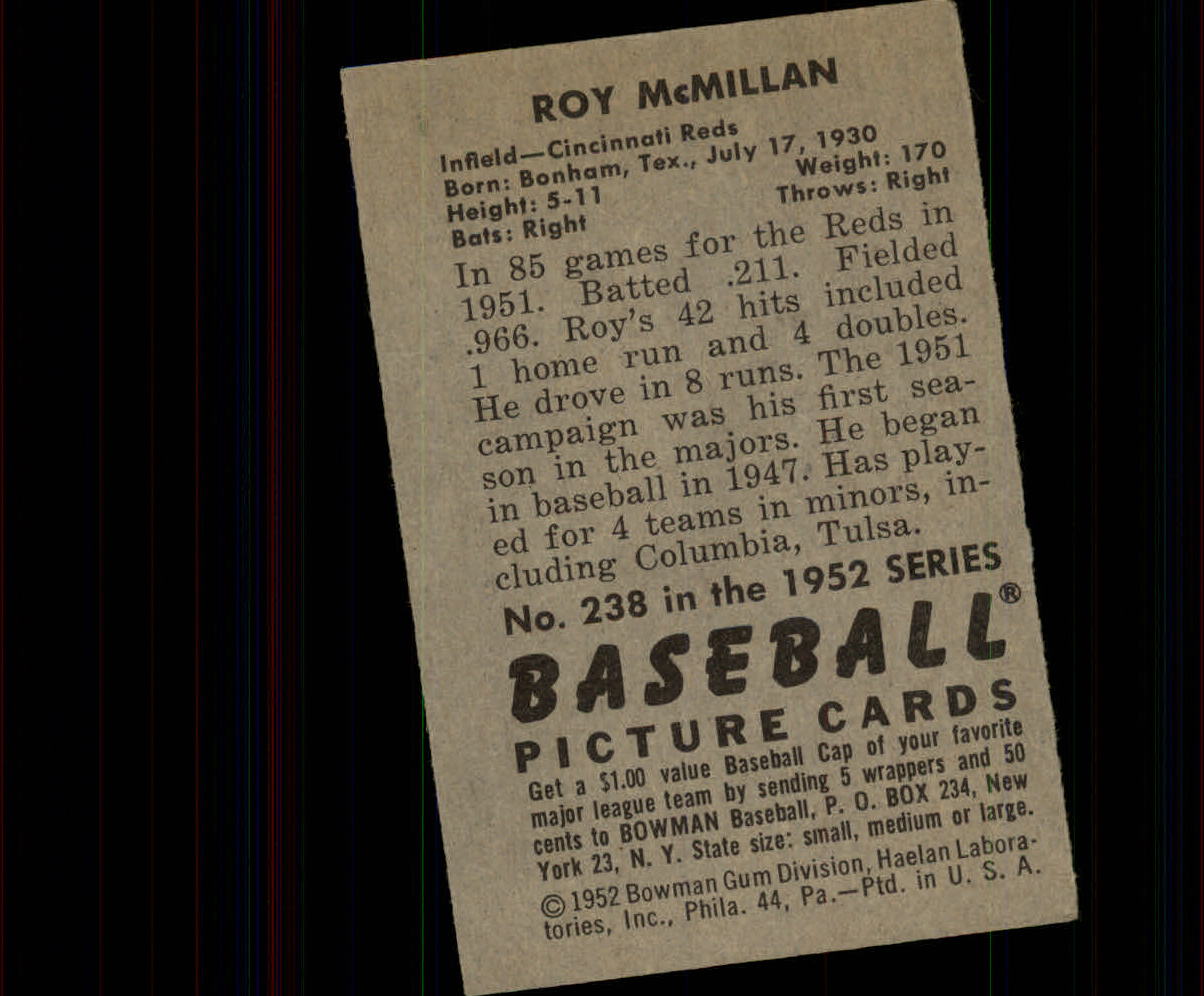 ROY McMILLAN
Infield—Cincinnati Reds
Born: Bonham, Tex., July 17, 1930
Height: 5-11 Weight: 170
Bats: Right Throws: Right
In 85 games for the Reds in
1951. Batted .211. Fielded
.966. Roy's 42 hits included
1 home run and 4 doubles.
He drove in 8 runs. The 1951
campaign was his first sea-
son in the majors. He began
in baseball in 1947. Has play-
ed for 4 teams in minors, in-
cluding Columbia, Tulsa.
No. 238 in the 1952 SERIES
BASEBALL®
PICTURE CARDS
Get a $1.00 value Baseball Cap of your favorite
major league team by sending 5 wrappers and 50
cents to BOWMAN Baseball, P. O. BOX 234, New
York 23, N. Y. State size: small, medium or large.
© 1952 Bowman Gum Division, Haelan Labora-
tories, Inc., Phila. 44, Pa.—Ptd. in U. S. A.